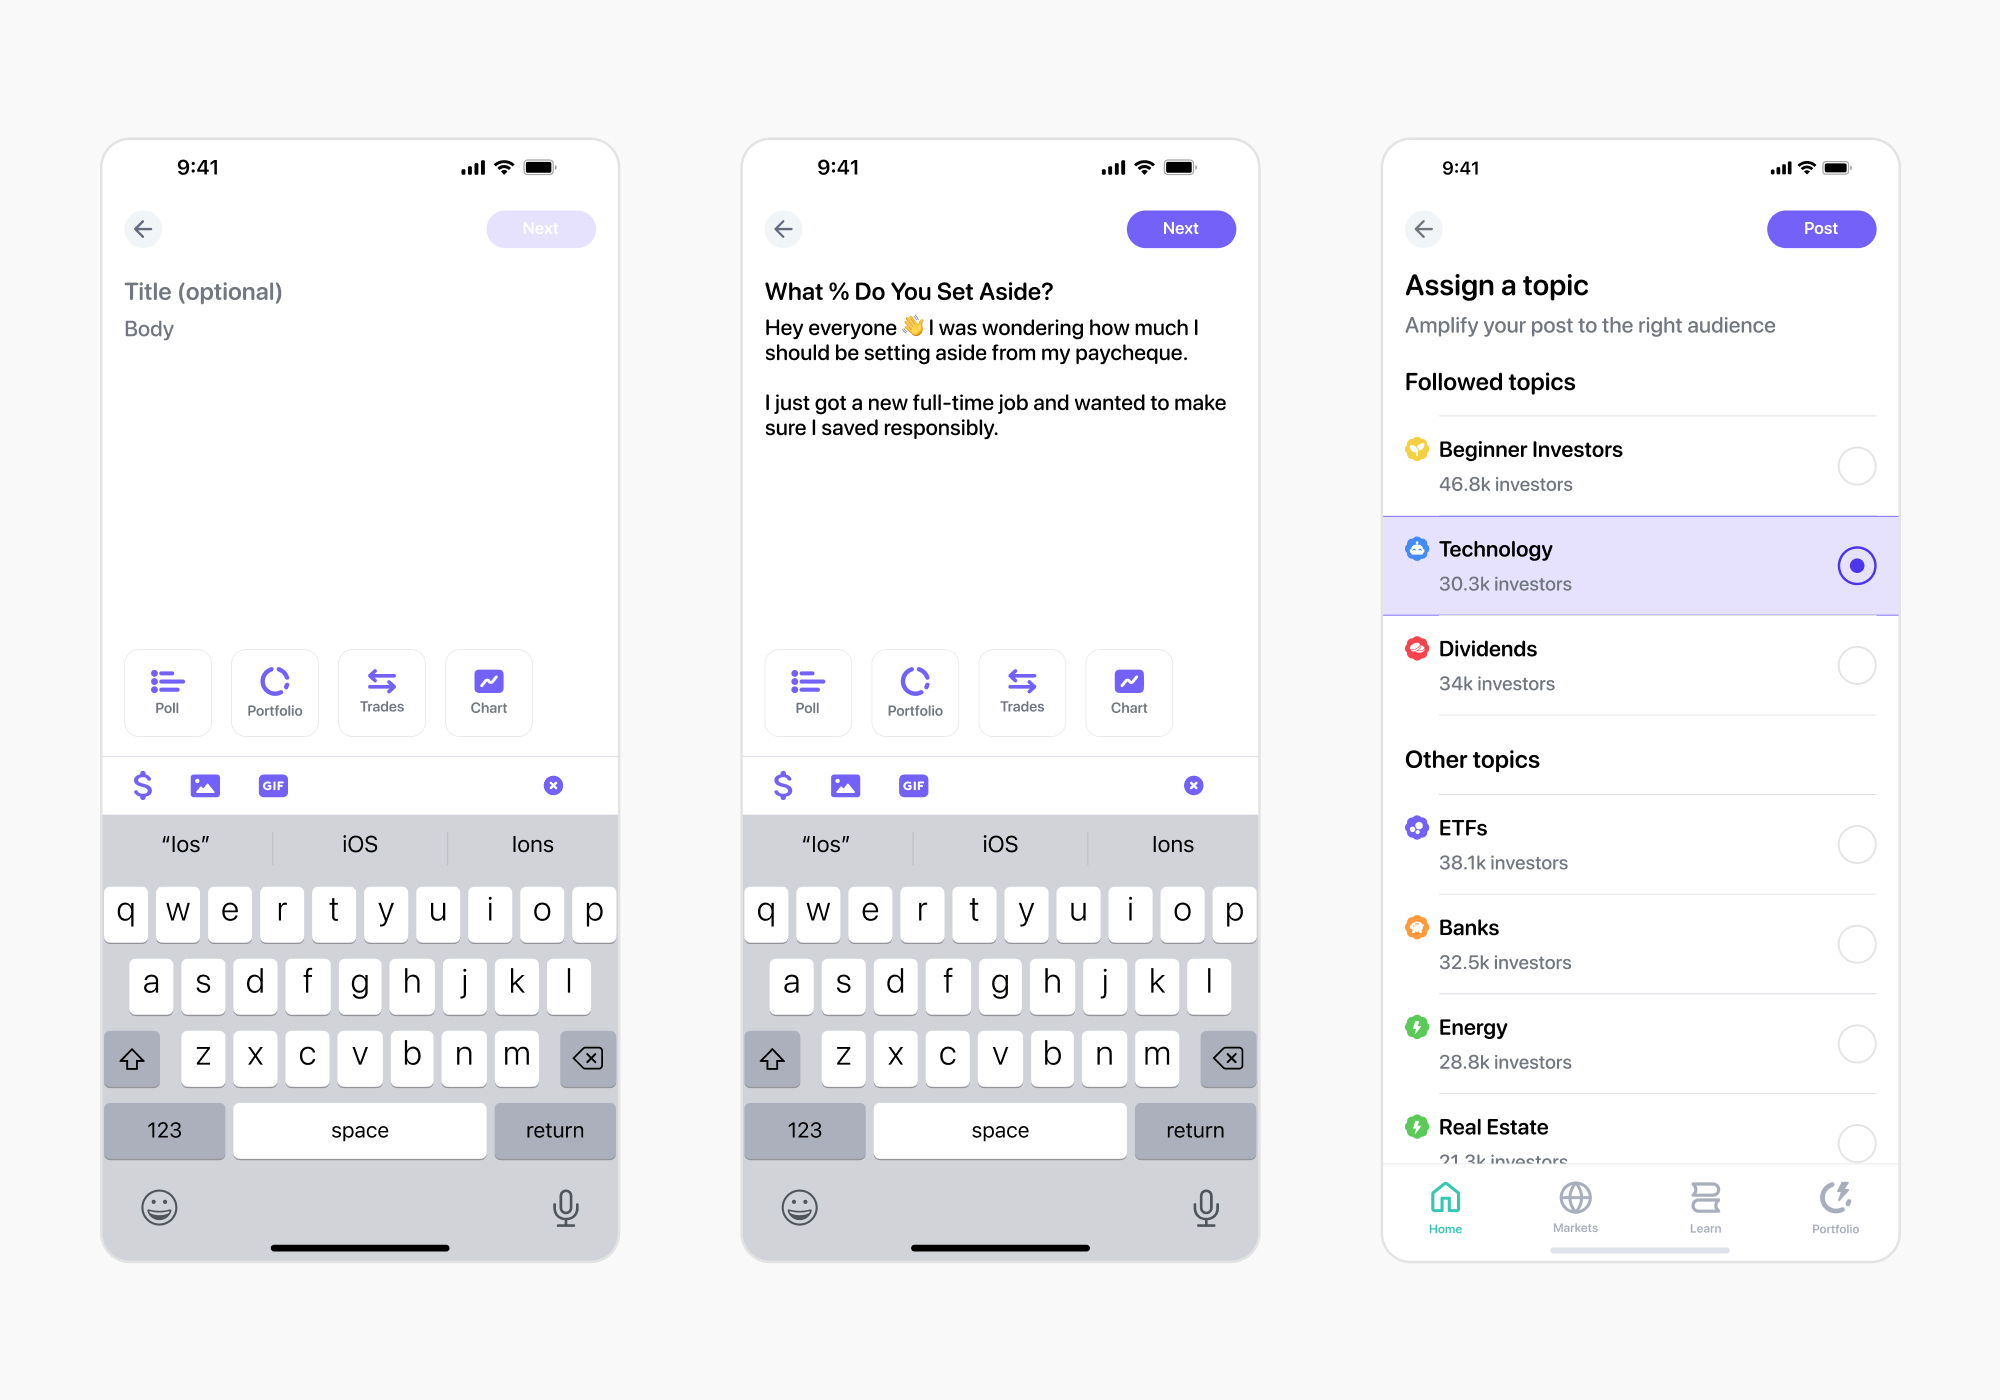 9:41
Next
Title (optional)
Body
Poll
Portfolio
Trades
Chart
$
GIF
“Ios”
iOS
Ions
q w e r t y u i o p
a s d f g h j k l
z x c v b n m
123
space
return
9:41
Next
What % Do You Set Aside?
Hey everyone 👋 I was wondering how much I
should be setting aside from my paycheque.
I just got a new full-time job and wanted to make
sure I saved responsibly.
Poll
Portfolio
Trades
Chart
$
GIF
“Ios”
iOS
Ions
q w e r t y u i o p
a s d f g h j k l
z x c v b n m
123
space
return
9:41
Post
Assign a topic
Amplify your post to the right audience
Followed topics
Beginner Investors
46.8k investors
Technology
30.3k investors
Dividends
34k investors
Other topics
ETFs
38.1k investors
Banks
32.5k investors
Energy
28.8k investors
Real Estate
21.3k investors
Home
Markets
Learn
Portfolio